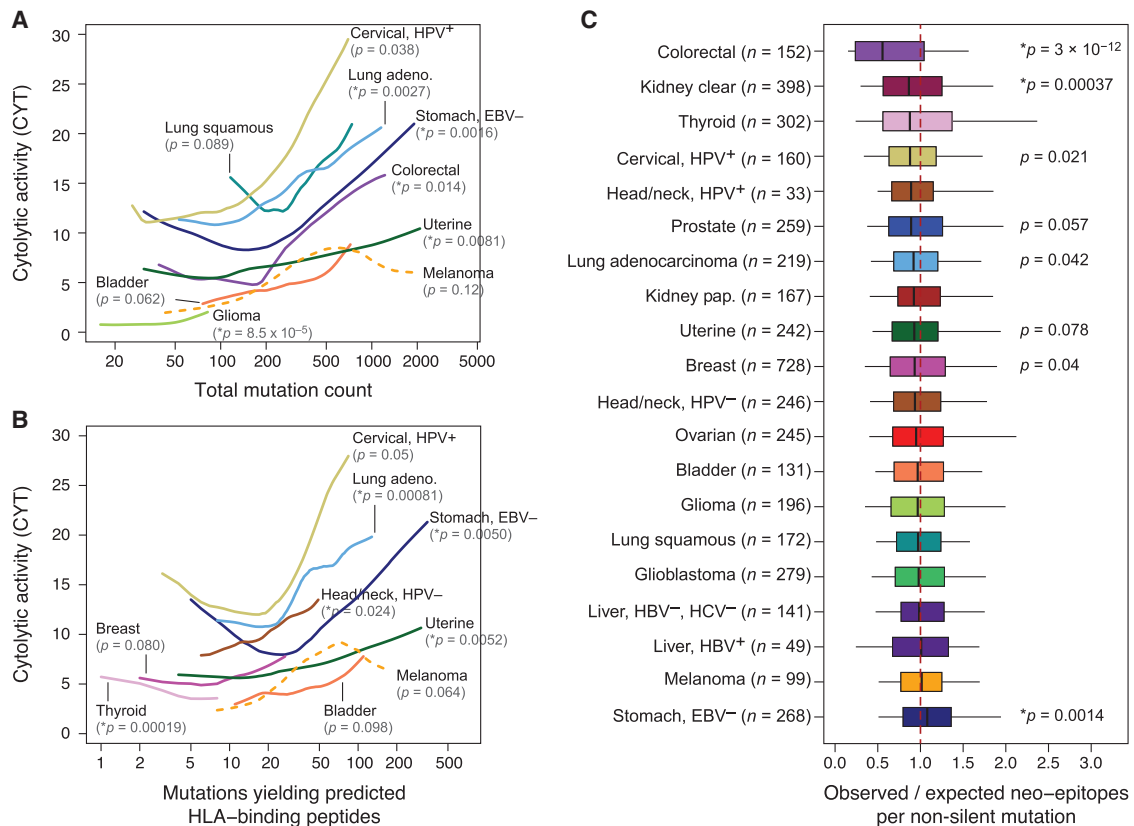 A
Cytolytic activity (CYT)
30
25
20
15
10
5
0
Cervical, HPV+
(p = 0.038)
Lung adeno.
(*p = 0.0027)
Stomach, EBV–
(*p = 0.0016)
Lung squamous
(p = 0.089)
Colorectal
(*p = 0.014)
Uterine
(*p = 0.0081)
Melanoma
(p = 0.12)
Bladder
(p = 0.062)
Glioma
(*p = 8.5 x 10⁻⁵)
20 50 100 200 500 1000 2000 5000
Total mutation count
B
Cytolytic activity (CYT)
30
25
20
15
10
5
0
Cervical, HPV+
(p = 0.05)
Lung adeno.
(*p = 0.00081)
Stomach, EBV–
(*p = 0.0050)
Head/neck, HPV–
(*p = 0.024)
Breast
(p = 0.080)
Uterine
(*p = 0.0052)
Melanoma
(p = 0.064)
Thyroid
(*p = 0.00019)
Bladder
(p = 0.098)
1 2 5 10 20 50 100 200 500
Mutations yielding predicted
HLA–binding peptides
C
Colorectal (n = 152) *p = 3 × 10⁻¹²
Kidney clear (n = 398) *p = 0.00037
Thyroid (n = 302)
Cervical, HPV⁺ (n = 160) p = 0.021
Head/neck, HPV⁺ (n = 33)
Prostate (n = 259) p = 0.057
Lung adenocarcinoma (n = 219) p = 0.042
Kidney pap. (n = 167)
Uterine (n = 242) p = 0.078
Breast (n = 728) p = 0.04
Head/neck, HPV⁻ (n = 246)
Ovarian (n = 245)
Bladder (n = 131)
Glioma (n = 196)
Lung squamous (n = 172)
Glioblastoma (n = 279)
Liver, HBV⁻, HCV⁻ (n = 141)
Liver, HBV⁺ (n = 49)
Melanoma (n = 99)
Stomach, EBV⁻ (n = 268) *p = 0.0014
0.0 0.5 1.0 1.5 2.0 2.5 3.0
Observed / expected neo–epitopes
per non–silent mutation